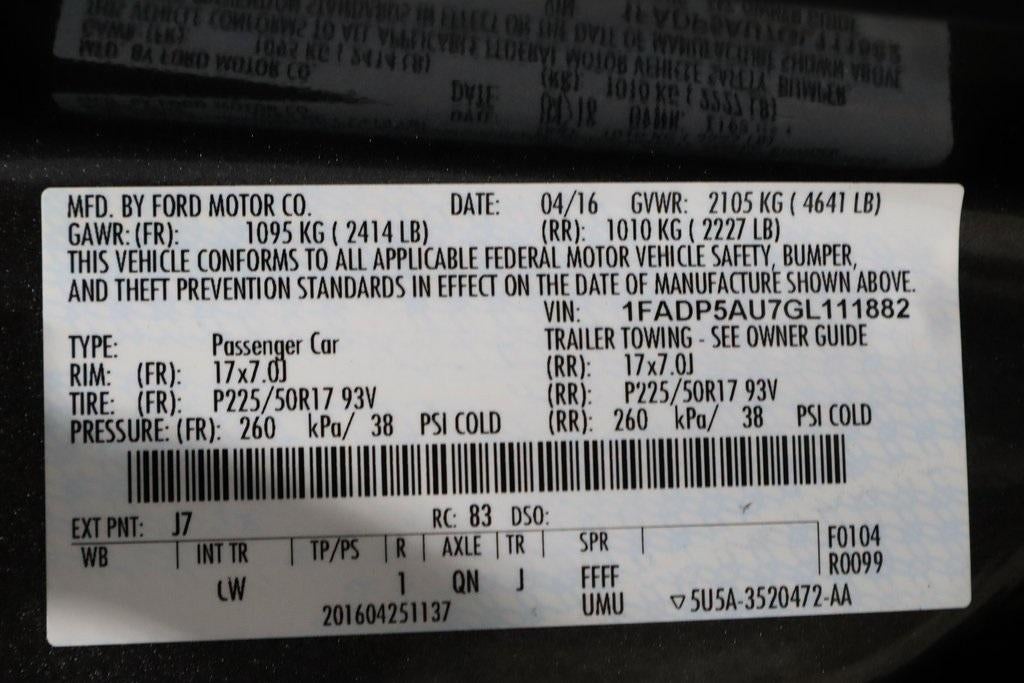 MFD. BY FORD MOTOR CO. DATE: 04/16 GVWR: 2105 KG ( 4641 LB)
GAWR: (FR): 1095 KG ( 2414 LB) (RR): 1010 KG ( 2227 LB)
THIS VEHICLE CONFORMS TO ALL APPLICABLE FEDERAL MOTOR VEHICLE SAFETY, BUMPER,
AND THEFT PREVENTION STANDARDS IN EFFECT ON THE DATE OF MANUFACTURE SHOWN ABOVE.
VIN: 1FADP5AU7GL111882
TYPE: Passenger Car TRAILER TOWING - SEE OWNER GUIDE
RIM: (FR): 17x7.0J (RR): 17x7.0J
TIRE: (FR): P225/50R17 93V (RR): P225/50R17 93V
PRESSURE: (FR): 260 kPa/ 38 PSI COLD (RR): 260 kPa/ 38 PSI COLD
EXT PNT: J7 RC: 83 DSO:
WB INT TR TP/PS R AXLE TR SPR F0104
R0099
LW 1 QN J FFFF
UMU
201604251137 ▽5U5A-3520472-AA